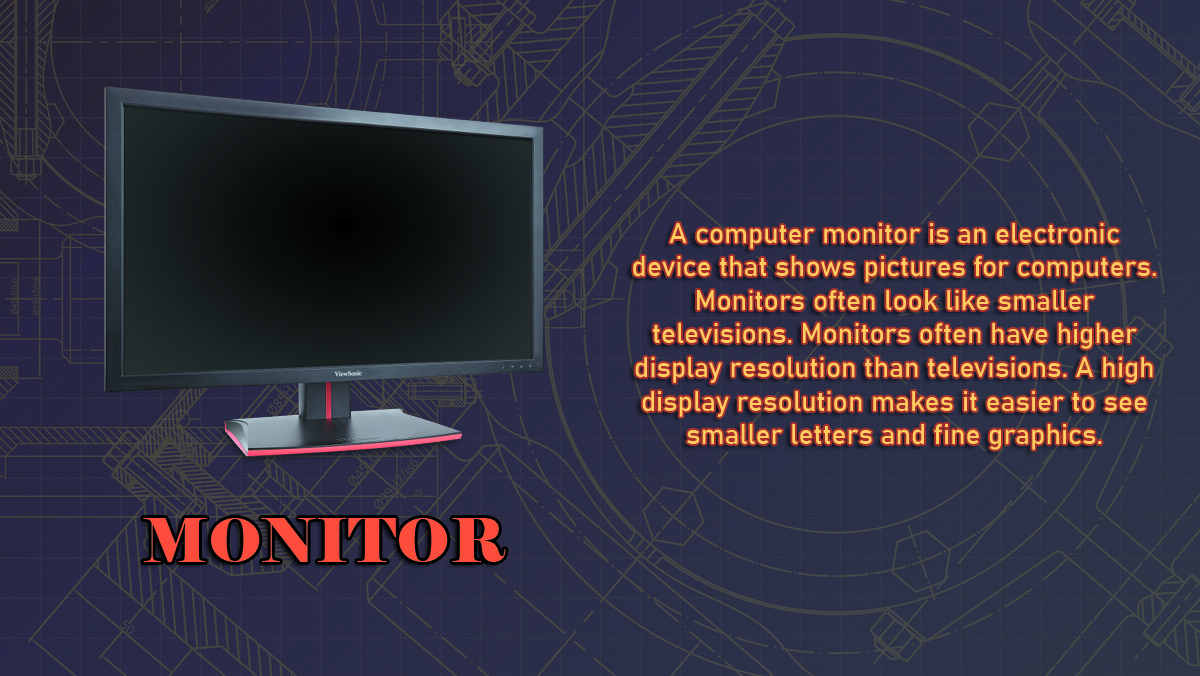 ViewSonic
MONITOR
A computer monitor is an electronic
device that shows pictures for computers.
Monitors often look like smaller
televisions. Monitors often have higher
display resolution than televisions. A high
display resolution makes it easier to see
smaller letters and fine graphics.